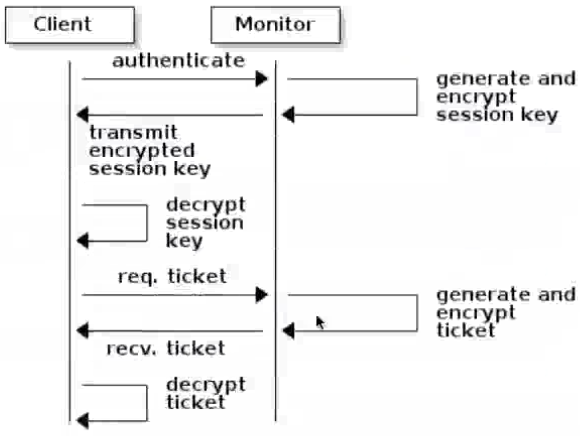 Client
Monitor
authenticate
generate and
encrypt
session key
transmit
encrypted
session key
decrypt
session
key
req. ticket
generate and
encrypt
ticket
recv. ticket
decrypt
ticket